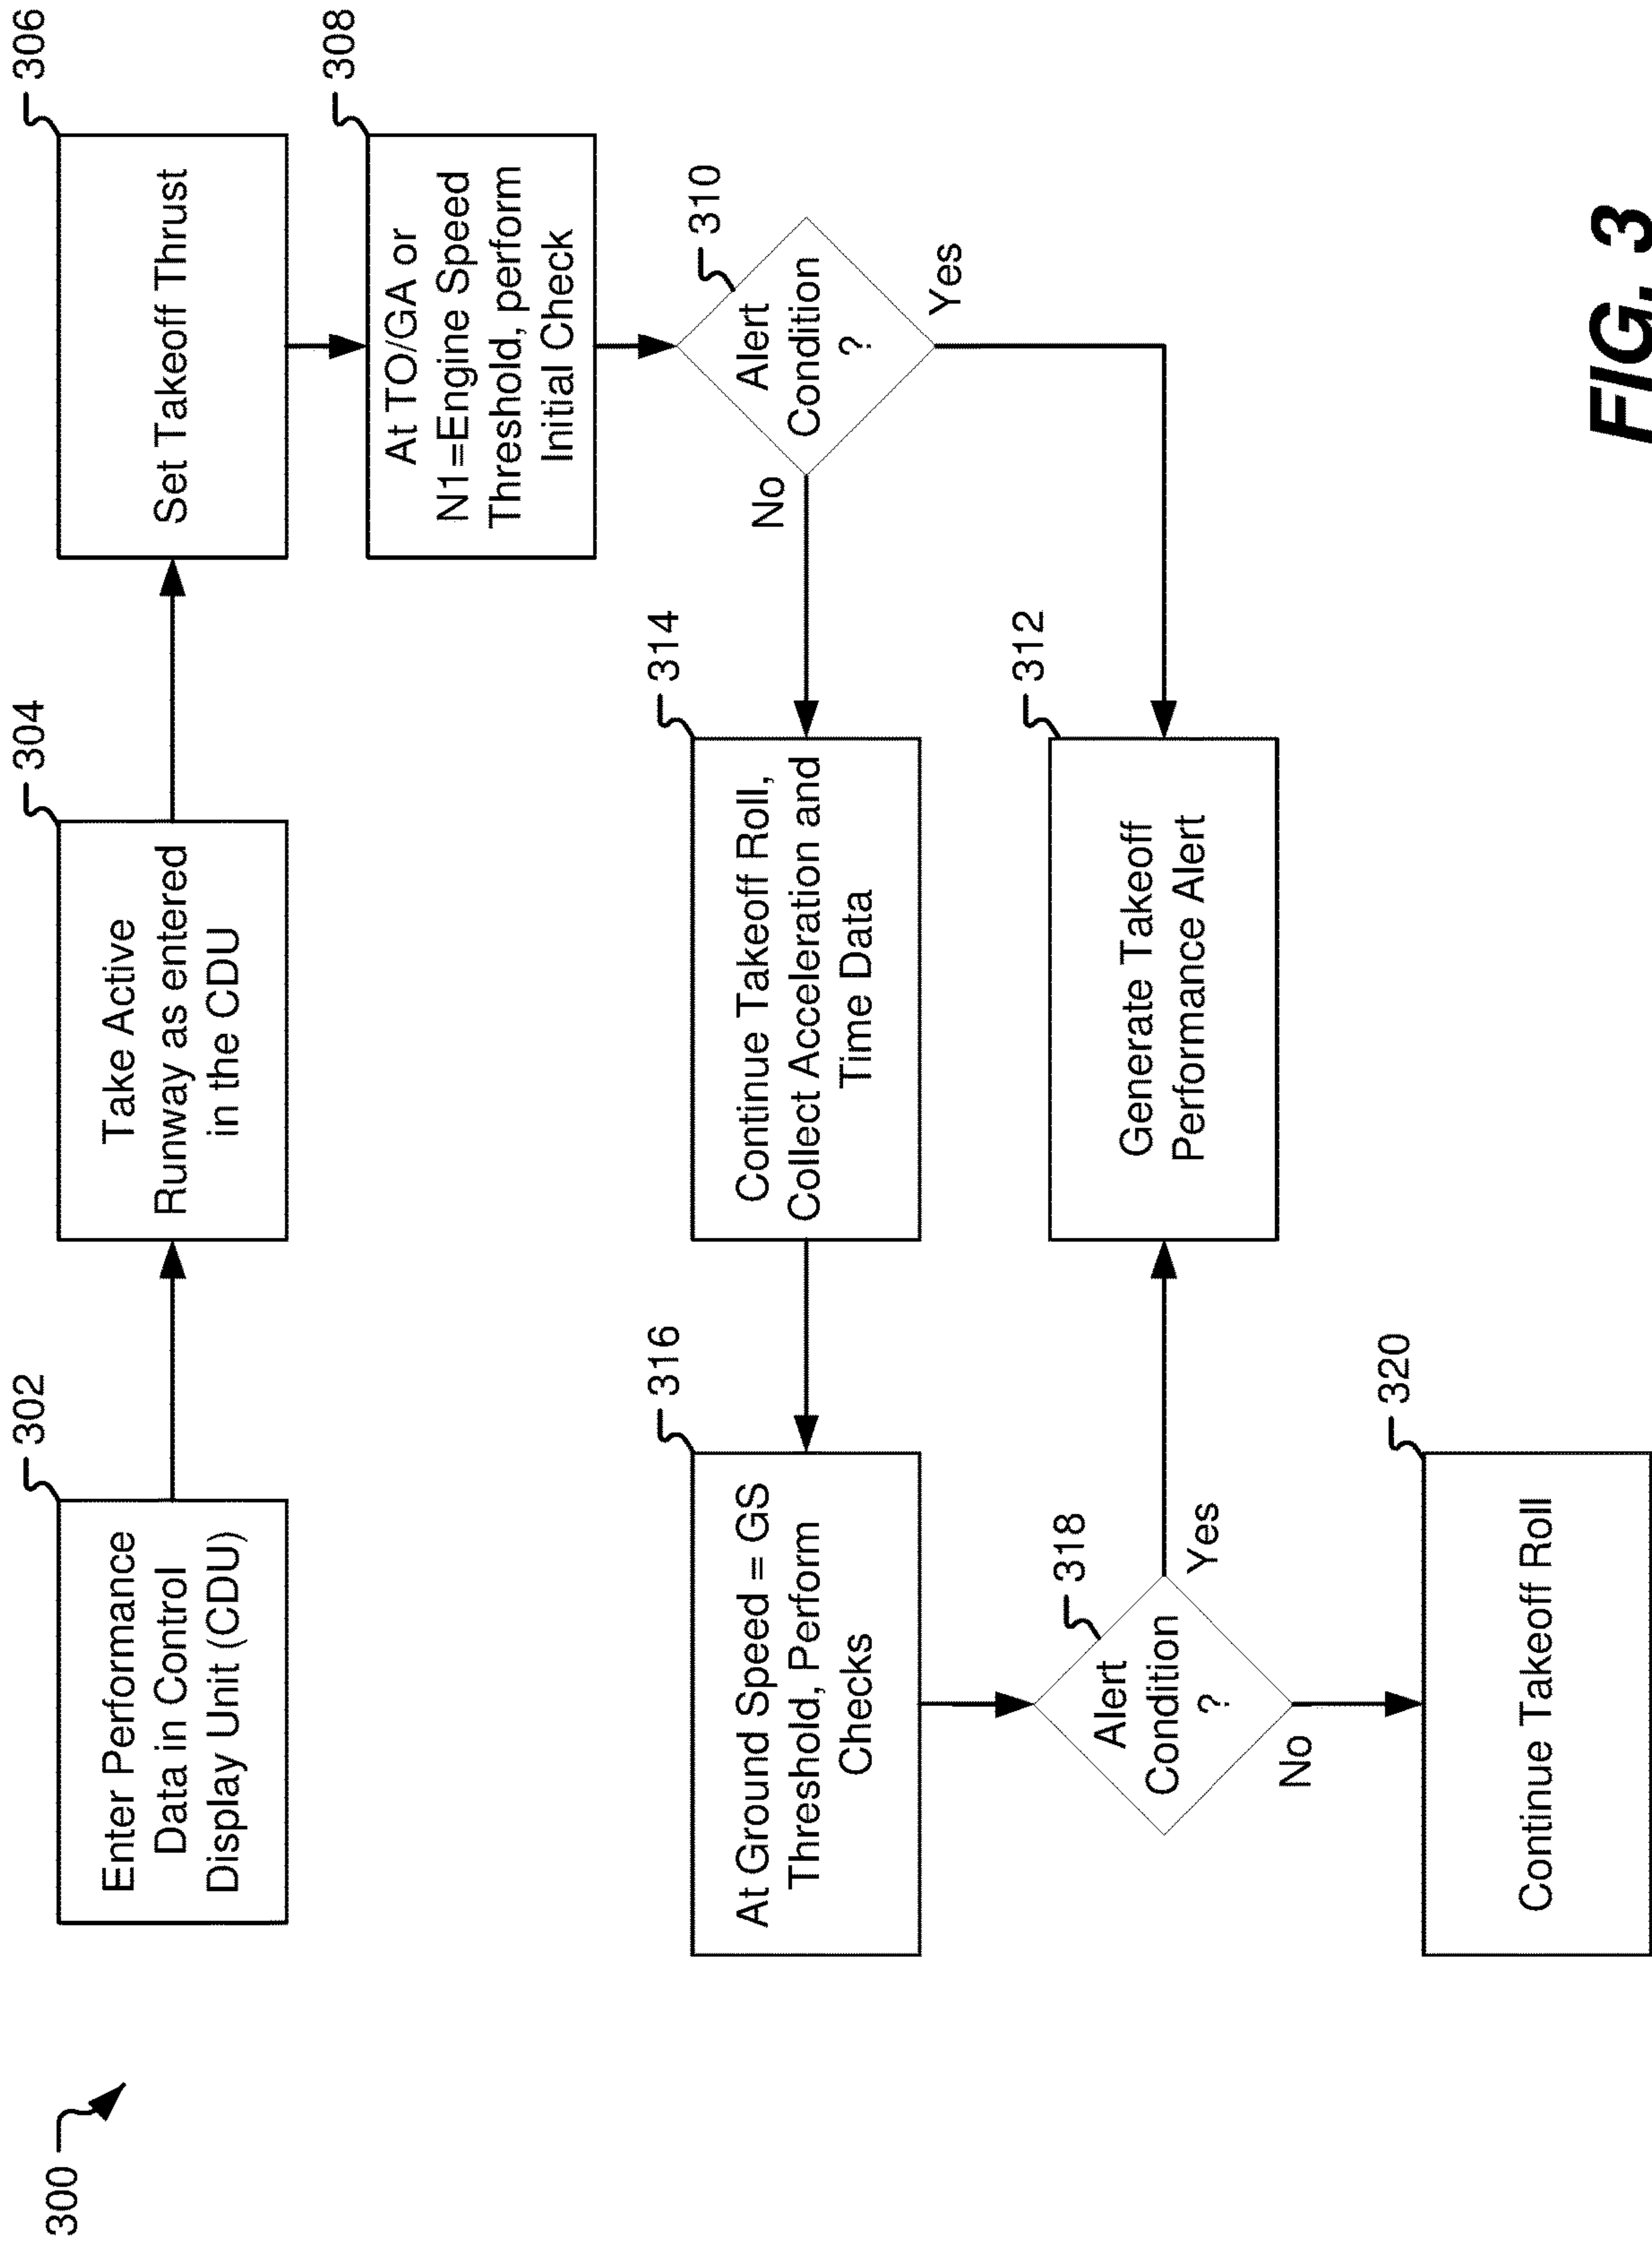 300
302
Enter Performance
Data in Control
Display Unit (CDU)
304
Take Active
Runway as entered
in the CDU
306
Set Takeoff Thrust
308
At TO/GA or
N1=Engine Speed
Threshold, perform
Initial Check
310
Alert
Condition
?
No
Yes
314
Continue Takeoff Roll,
Collect Acceleration and
Time Data
312
Generate Takeoff
Performance Alert
316
At Ground Speed = GS
Threshold, Perform
Checks
318
Alert
Condition
?
Yes
No
320
Continue Takeoff Roll
FIG. 3